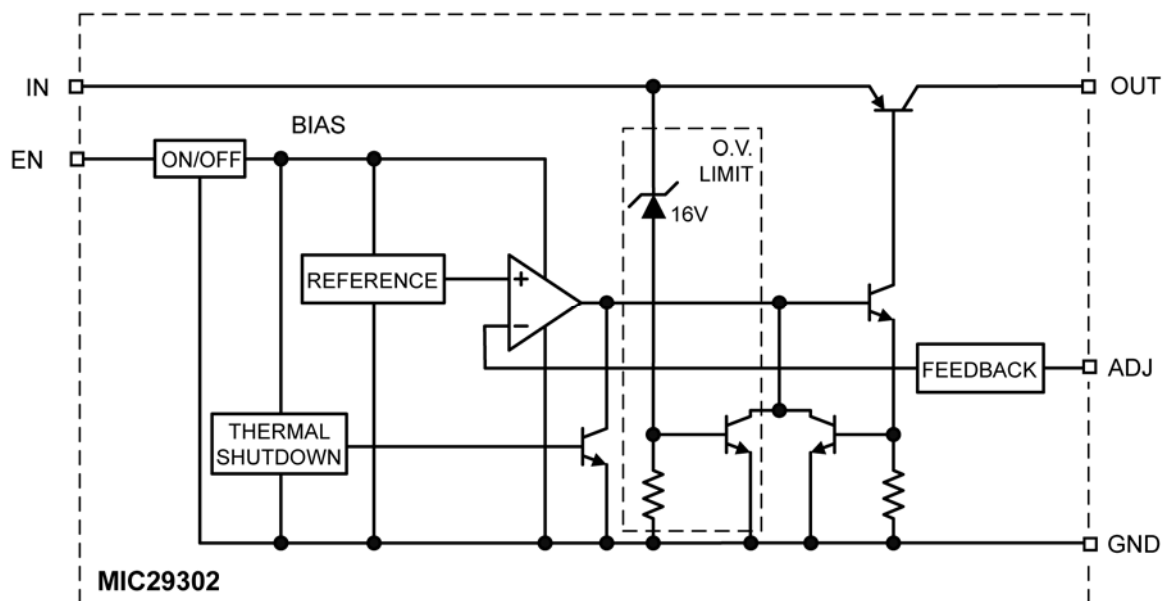 IN
OUT
BIAS
O.V.
LIMIT
EN
ON/OFF
16V
REFERENCE
+
−
FEEDBACK
ADJ
THERMAL
SHUTDOWN
GND
MIC29302